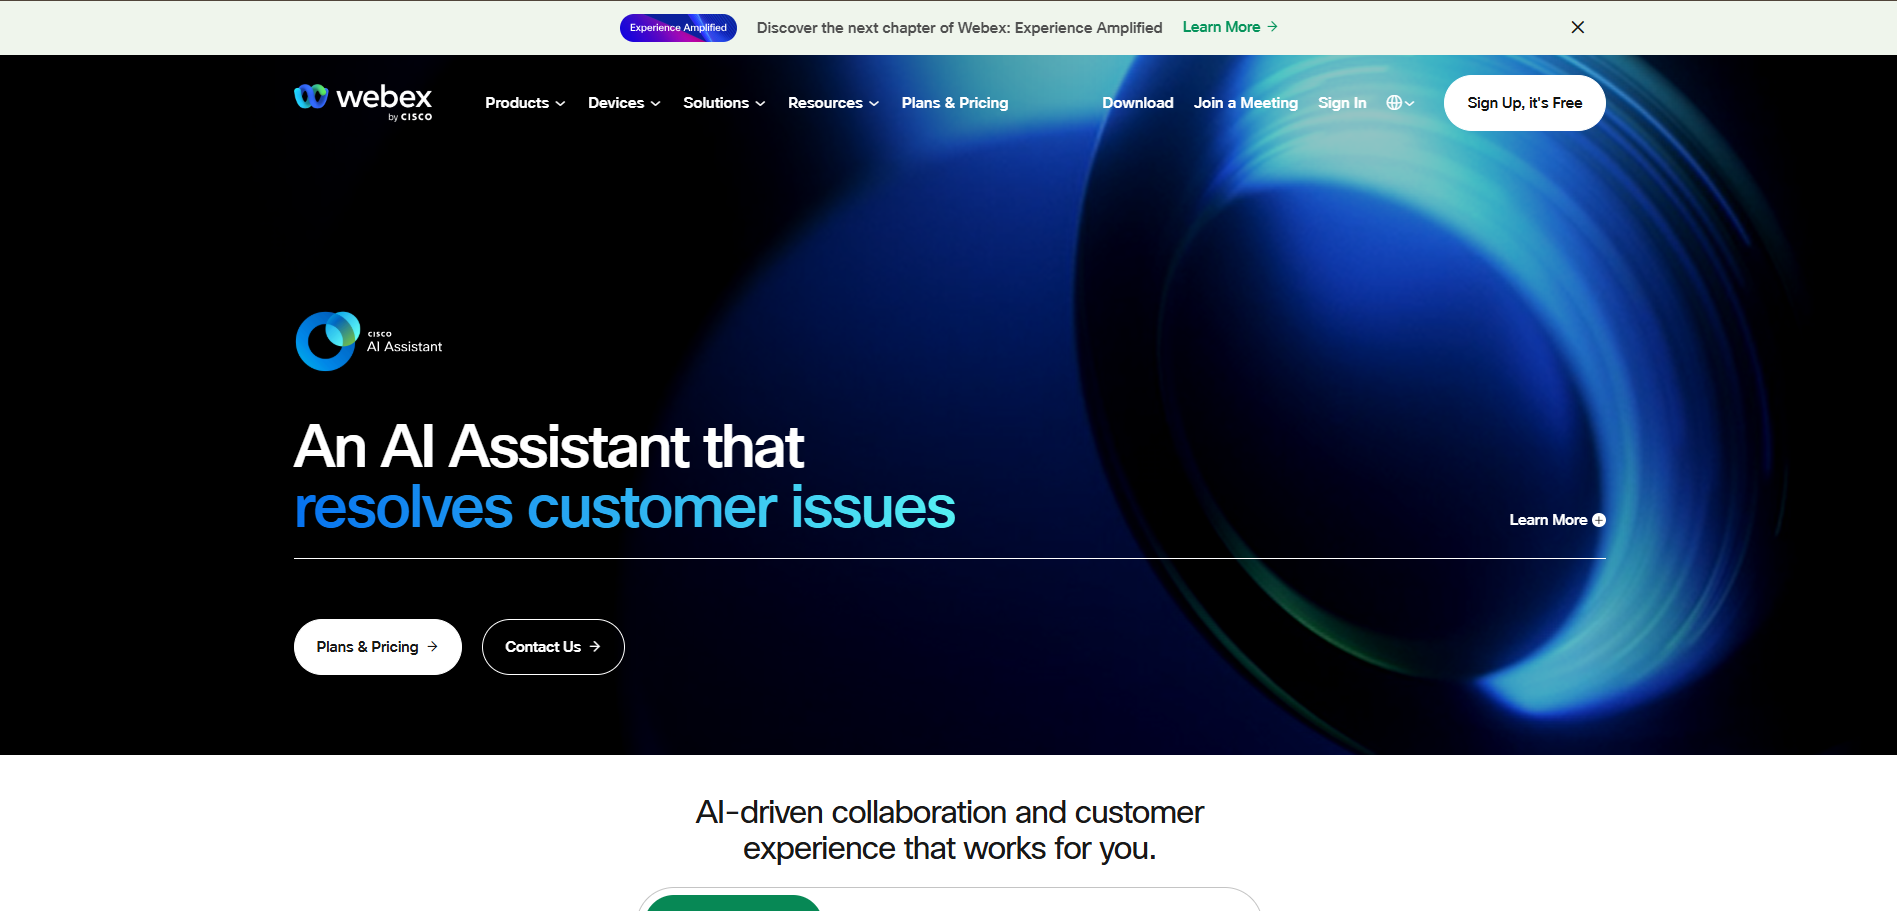 Experience Amplified
Discover the next chapter of Webex: Experience Amplified
Learn More →
webex
by CISCO
Products
Devices
Solutions
Resources
Plans & Pricing
Download
Join a Meeting
Sign In
Sign Up, it's Free
CISCO
AI Assistant
An AI Assistant that
resolves customer issues
Learn More
Plans & Pricing →
Contact Us →
AI-driven collaboration and customer
experience that works for you.